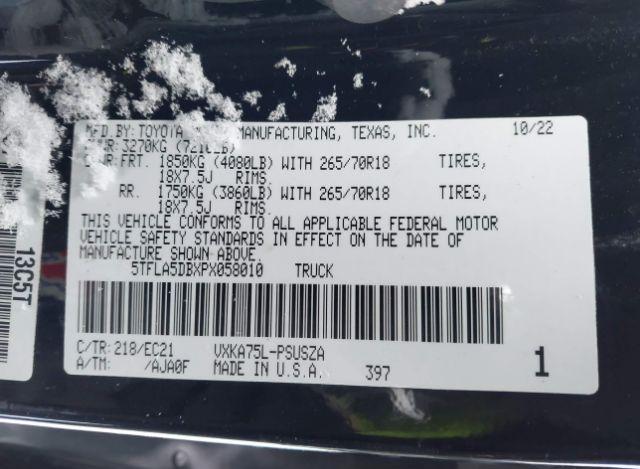 MFD.BY:TOYOTA MANUFACTURING, TEXAS, INC. 10/22
3270KG (7210LB)
FRT. 1850KG (4080LB) WITH 265/70R18 TIRES,
18X7.5J RIMS.
RR. 1750KG (3860LB) WITH 265/70R18 TIRES,
18X7.5J RIMS.
THIS VEHICLE CONFORMS TO ALL APPLICABLE FEDERAL MOTOR
VEHICLE SAFETY STANDARDS IN EFFECT ON THE DATE OF
MANUFACTURE SHOWN ABOVE.
5TFLA5DBXPX058010 TRUCK
C/TR:218/EC21 VXKA75L-PSUSZA
A/TM: /AJA0F MADE IN U.S.A. 397
1
13C5T